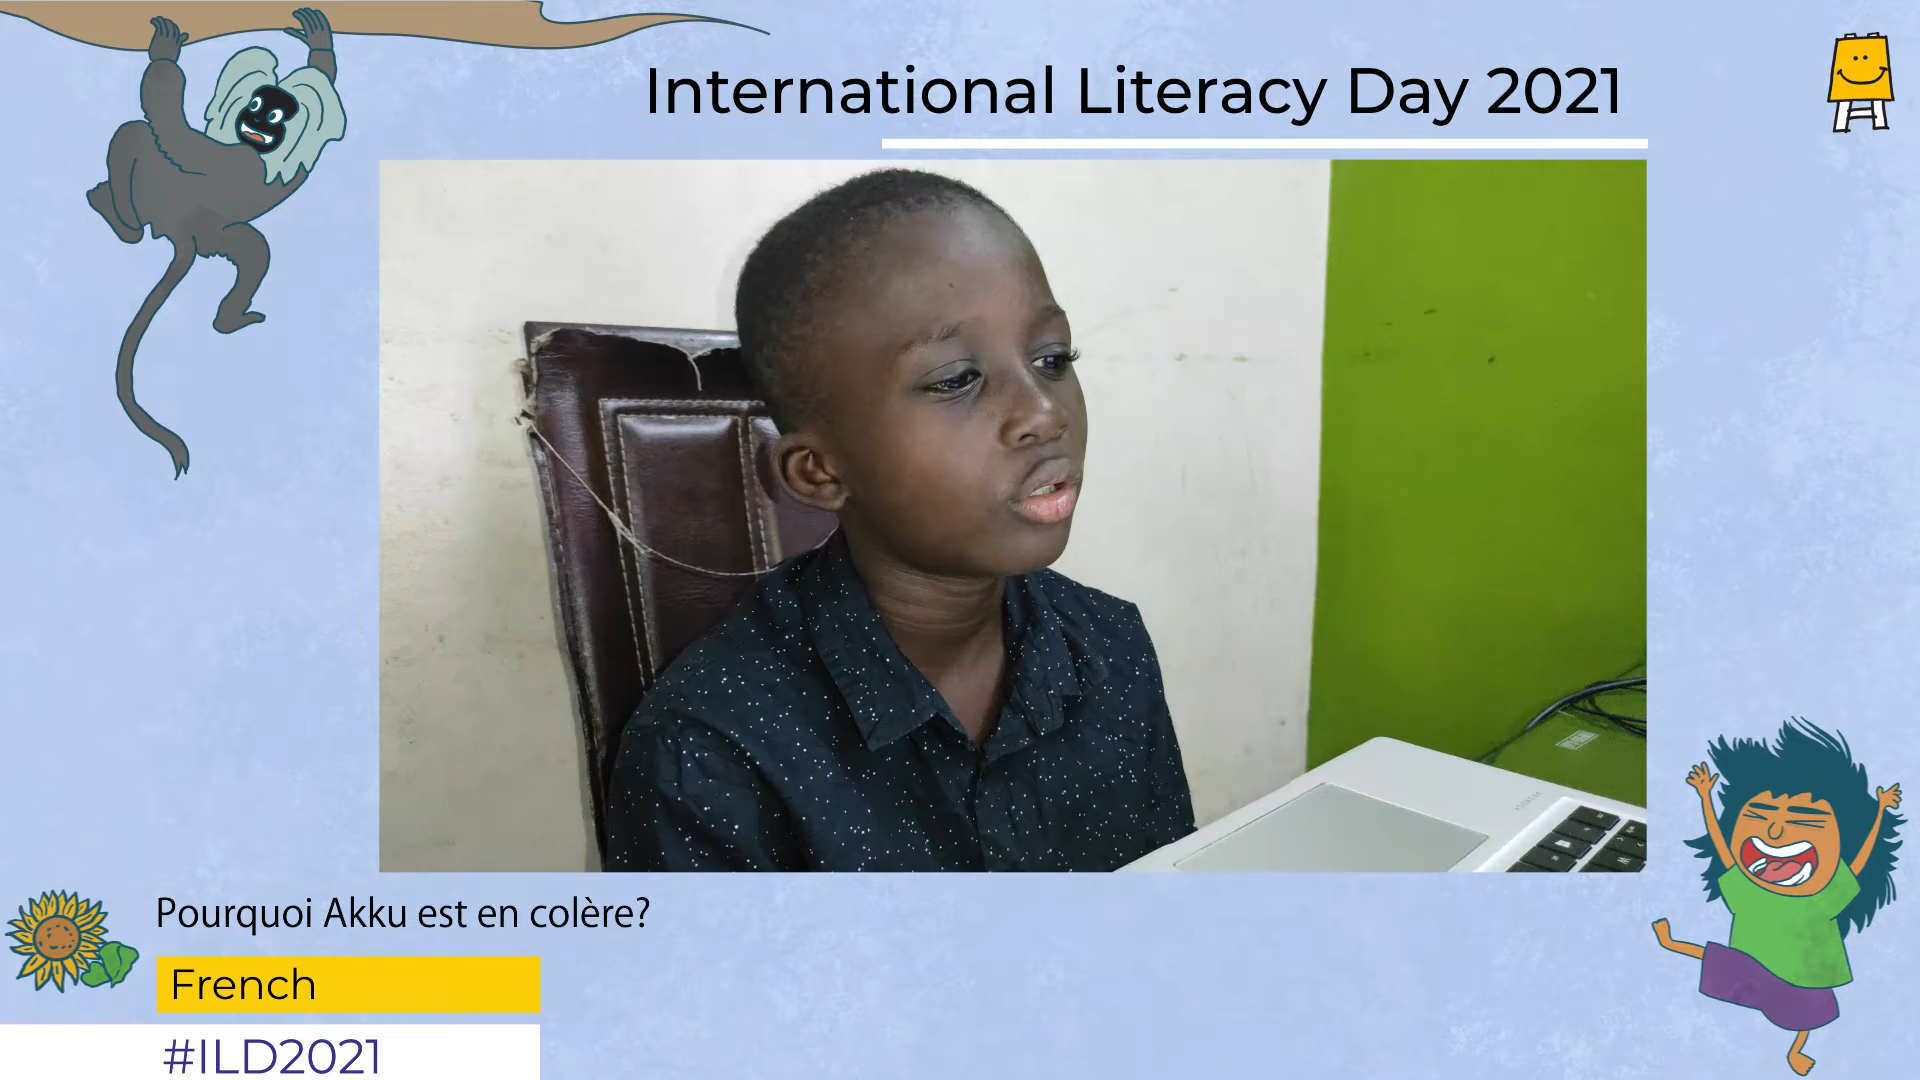 International Literacy Day 2021
Pourquoi Akku est en colère?
French
#ILD2021